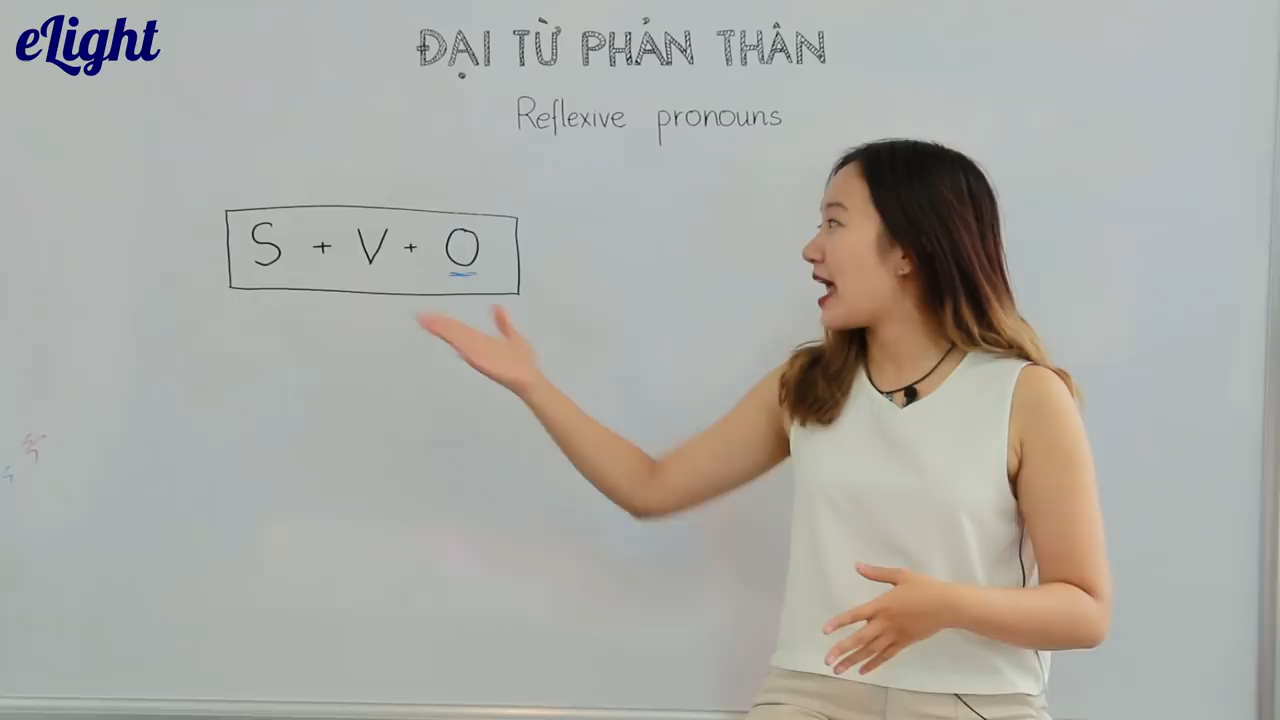 eLight
ĐẠI TỪ PHẢN THÂN
Reflexive pronouns
S + V + O